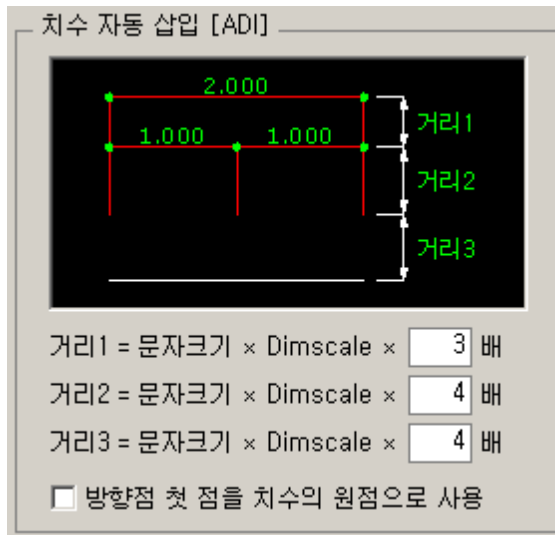 치수 자동 삽입 [ADI]
2.000
1.000 1.000
거리1
거리2
거리3
거리1 = 문자크기 × Dimscale × 3 배
거리2 = 문자크기 × Dimscale × 4 배
거리3 = 문자크기 × Dimscale × 4 배
방향점 첫 점을 치수의 원점으로 사용